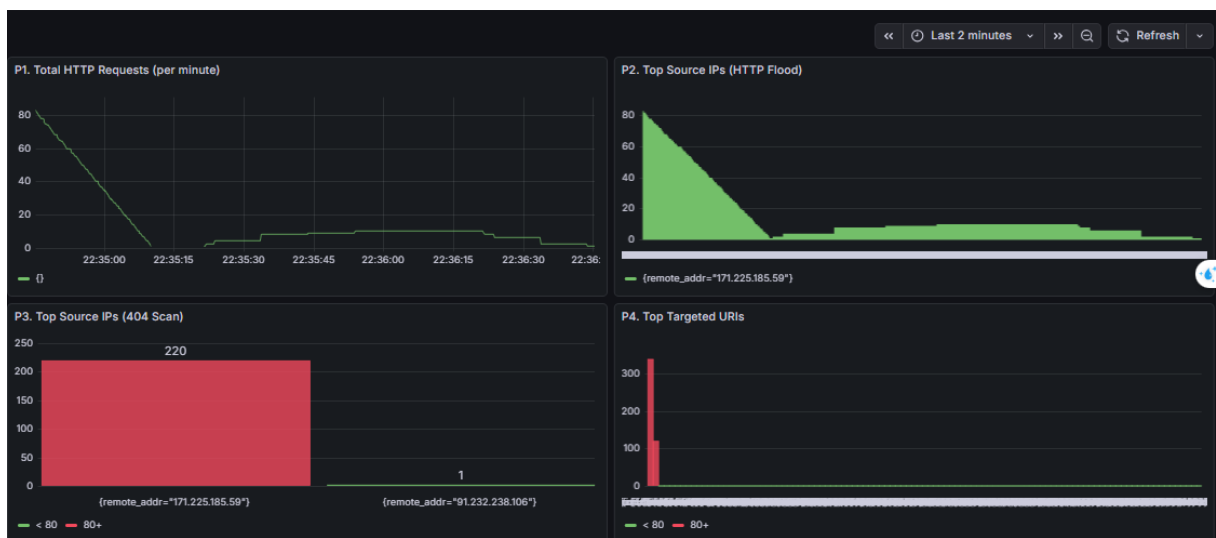 Last 2 minutes
Refresh
P1. Total HTTP Requests (per minute)
80
60
40
20
0
22:35:00 22:35:15 22:35:30 22:35:45 22:36:00 22:36:15 22:36:30 22:36:
{}
P2. Top Source IPs (HTTP Flood)
80
60
40
20
0
{remote_addr="171.225.185.59"}
P3. Top Source IPs (404 Scan)
250
200
150
100
50
0
220
1
{remote_addr="171.225.185.59"} {remote_addr="91.232.238.106"}
< 80 80+
P4. Top Targeted URIs
300
200
100
0
< 80 80+